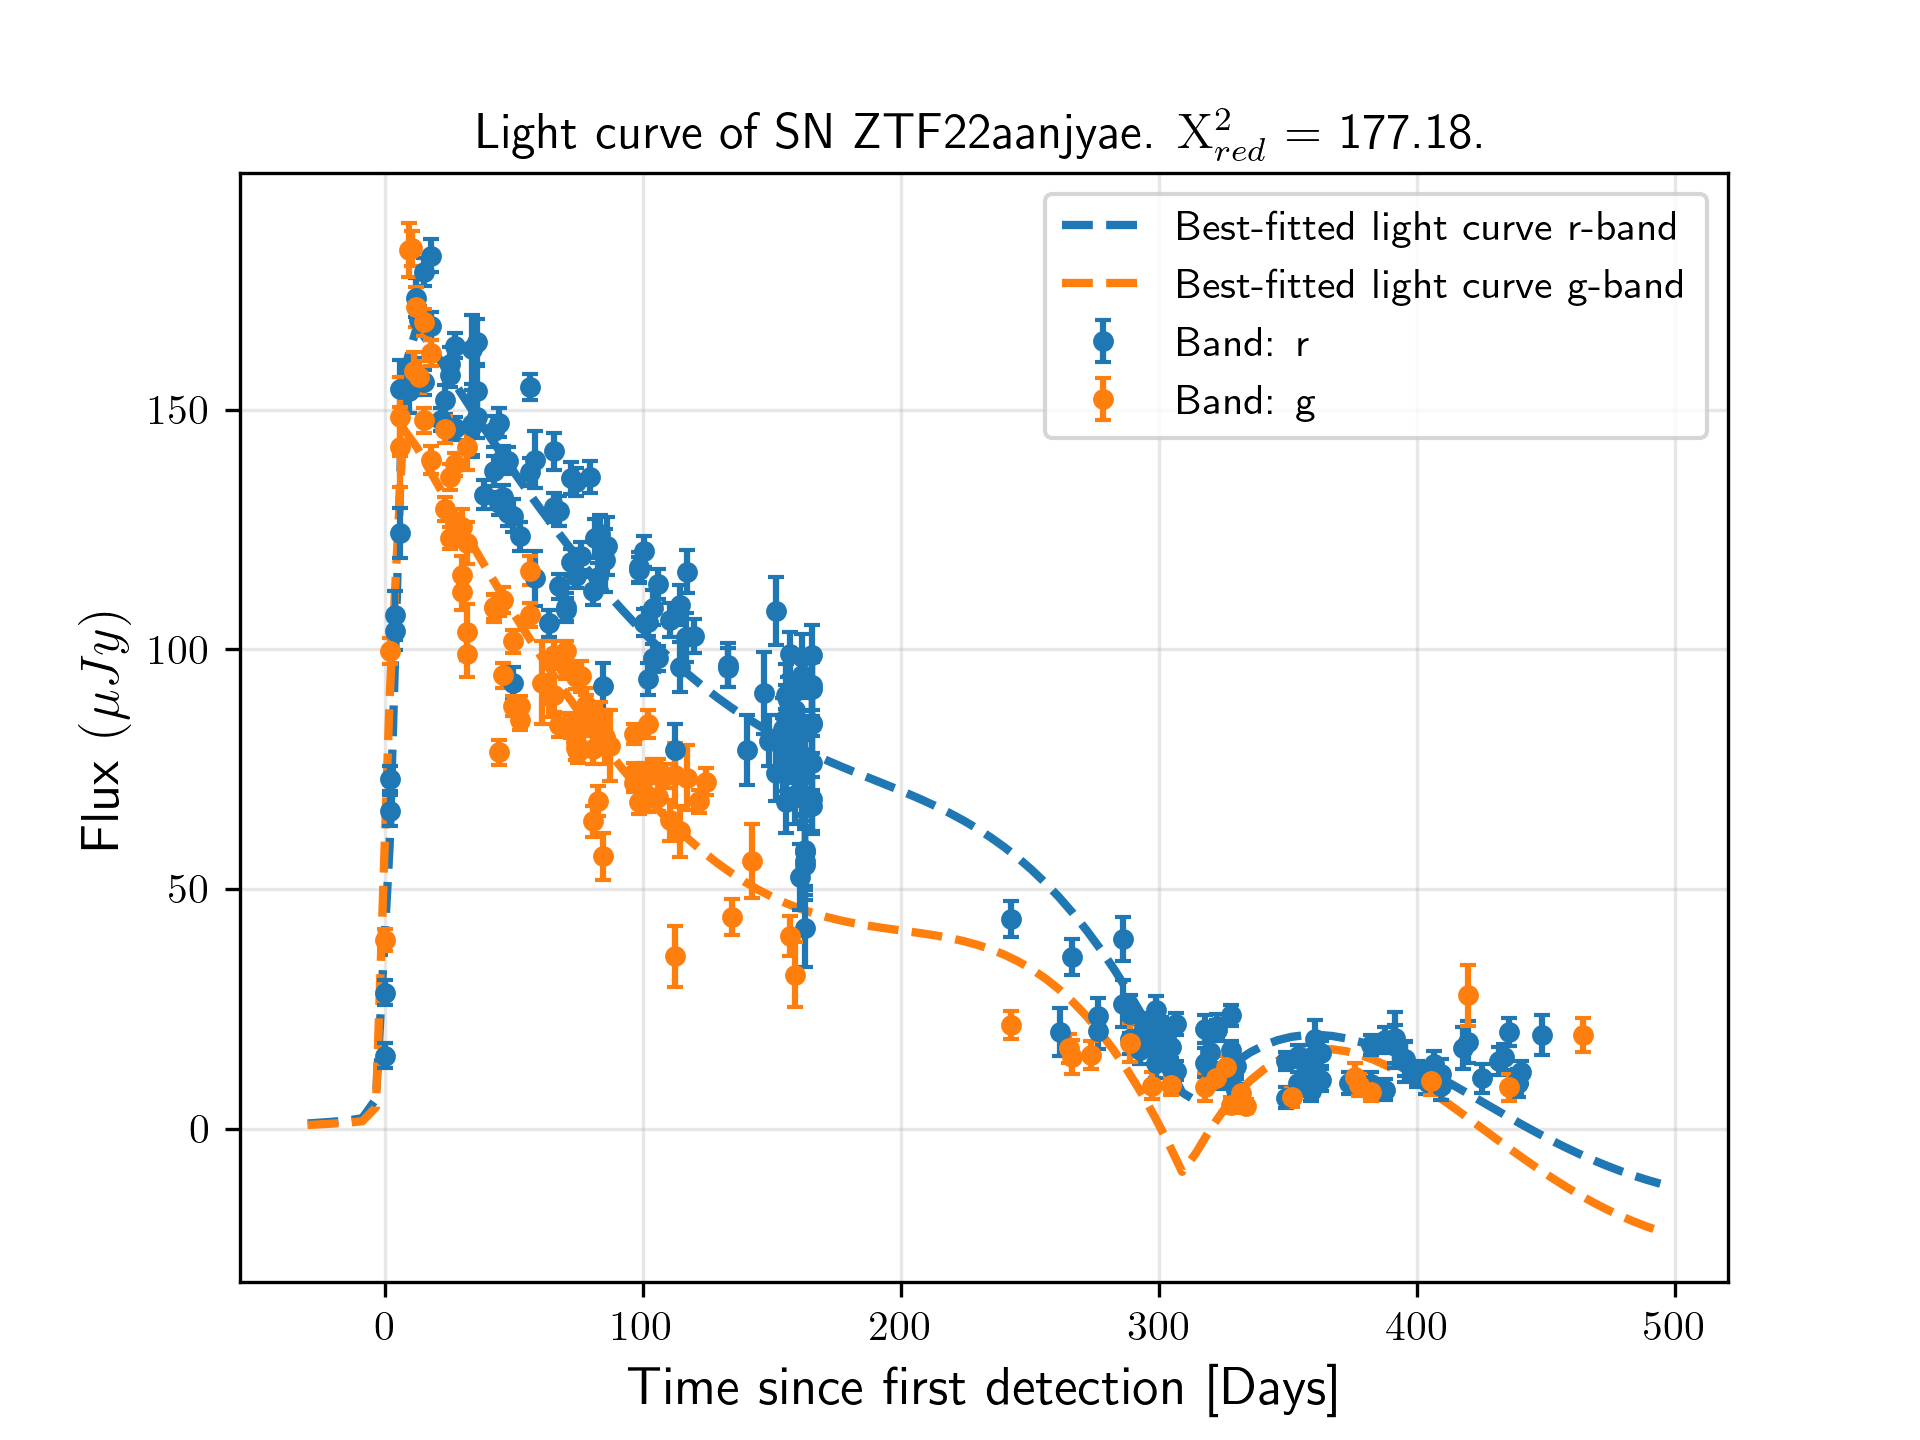 Light curve of SN ZTF22aanjyae. X²red = 177.18.
Best-fitted light curve r-band
Best-fitted light curve g-band
Band: r
Band: g
150
100
50
0
Flux (μJy)
0 100 200 300 400 500
Time since first detection [Days]